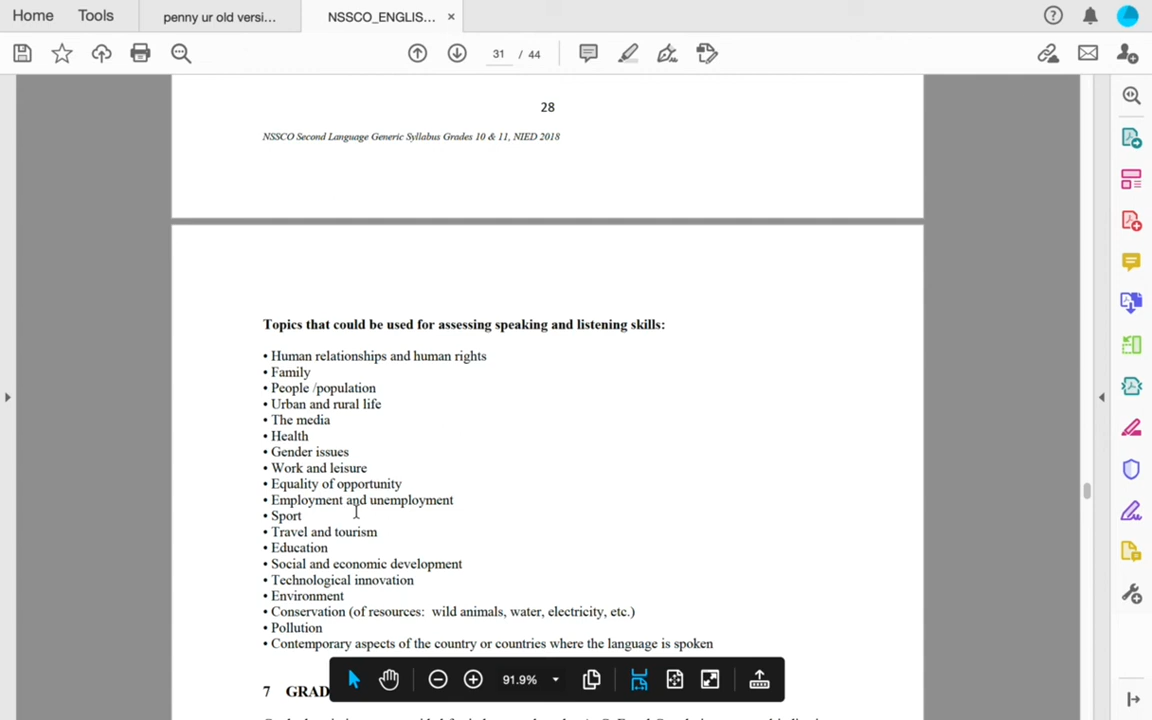 Home Tools penny ur old versi... NSSCO_ENGLIS... ×
31 / 44
28
NSSCO Second Language Generic Syllabus Grades 10 & 11, NIED 2018
Topics that could be used for assessing speaking and listening skills:
• Human relationships and human rights
• Family
• People /population
• Urban and rural life
• The media
• Health
• Gender issues
• Work and leisure
• Equality of opportunity
• Employment and unemployment
• Sport
• Travel and tourism
• Education
• Social and economic development
• Technological innovation
• Environment
• Conservation (of resources: wild animals, water, electricity, etc.)
• Pollution
• Contemporary aspects of the country or countries where the language is spoken
7 GRAD
91.9%